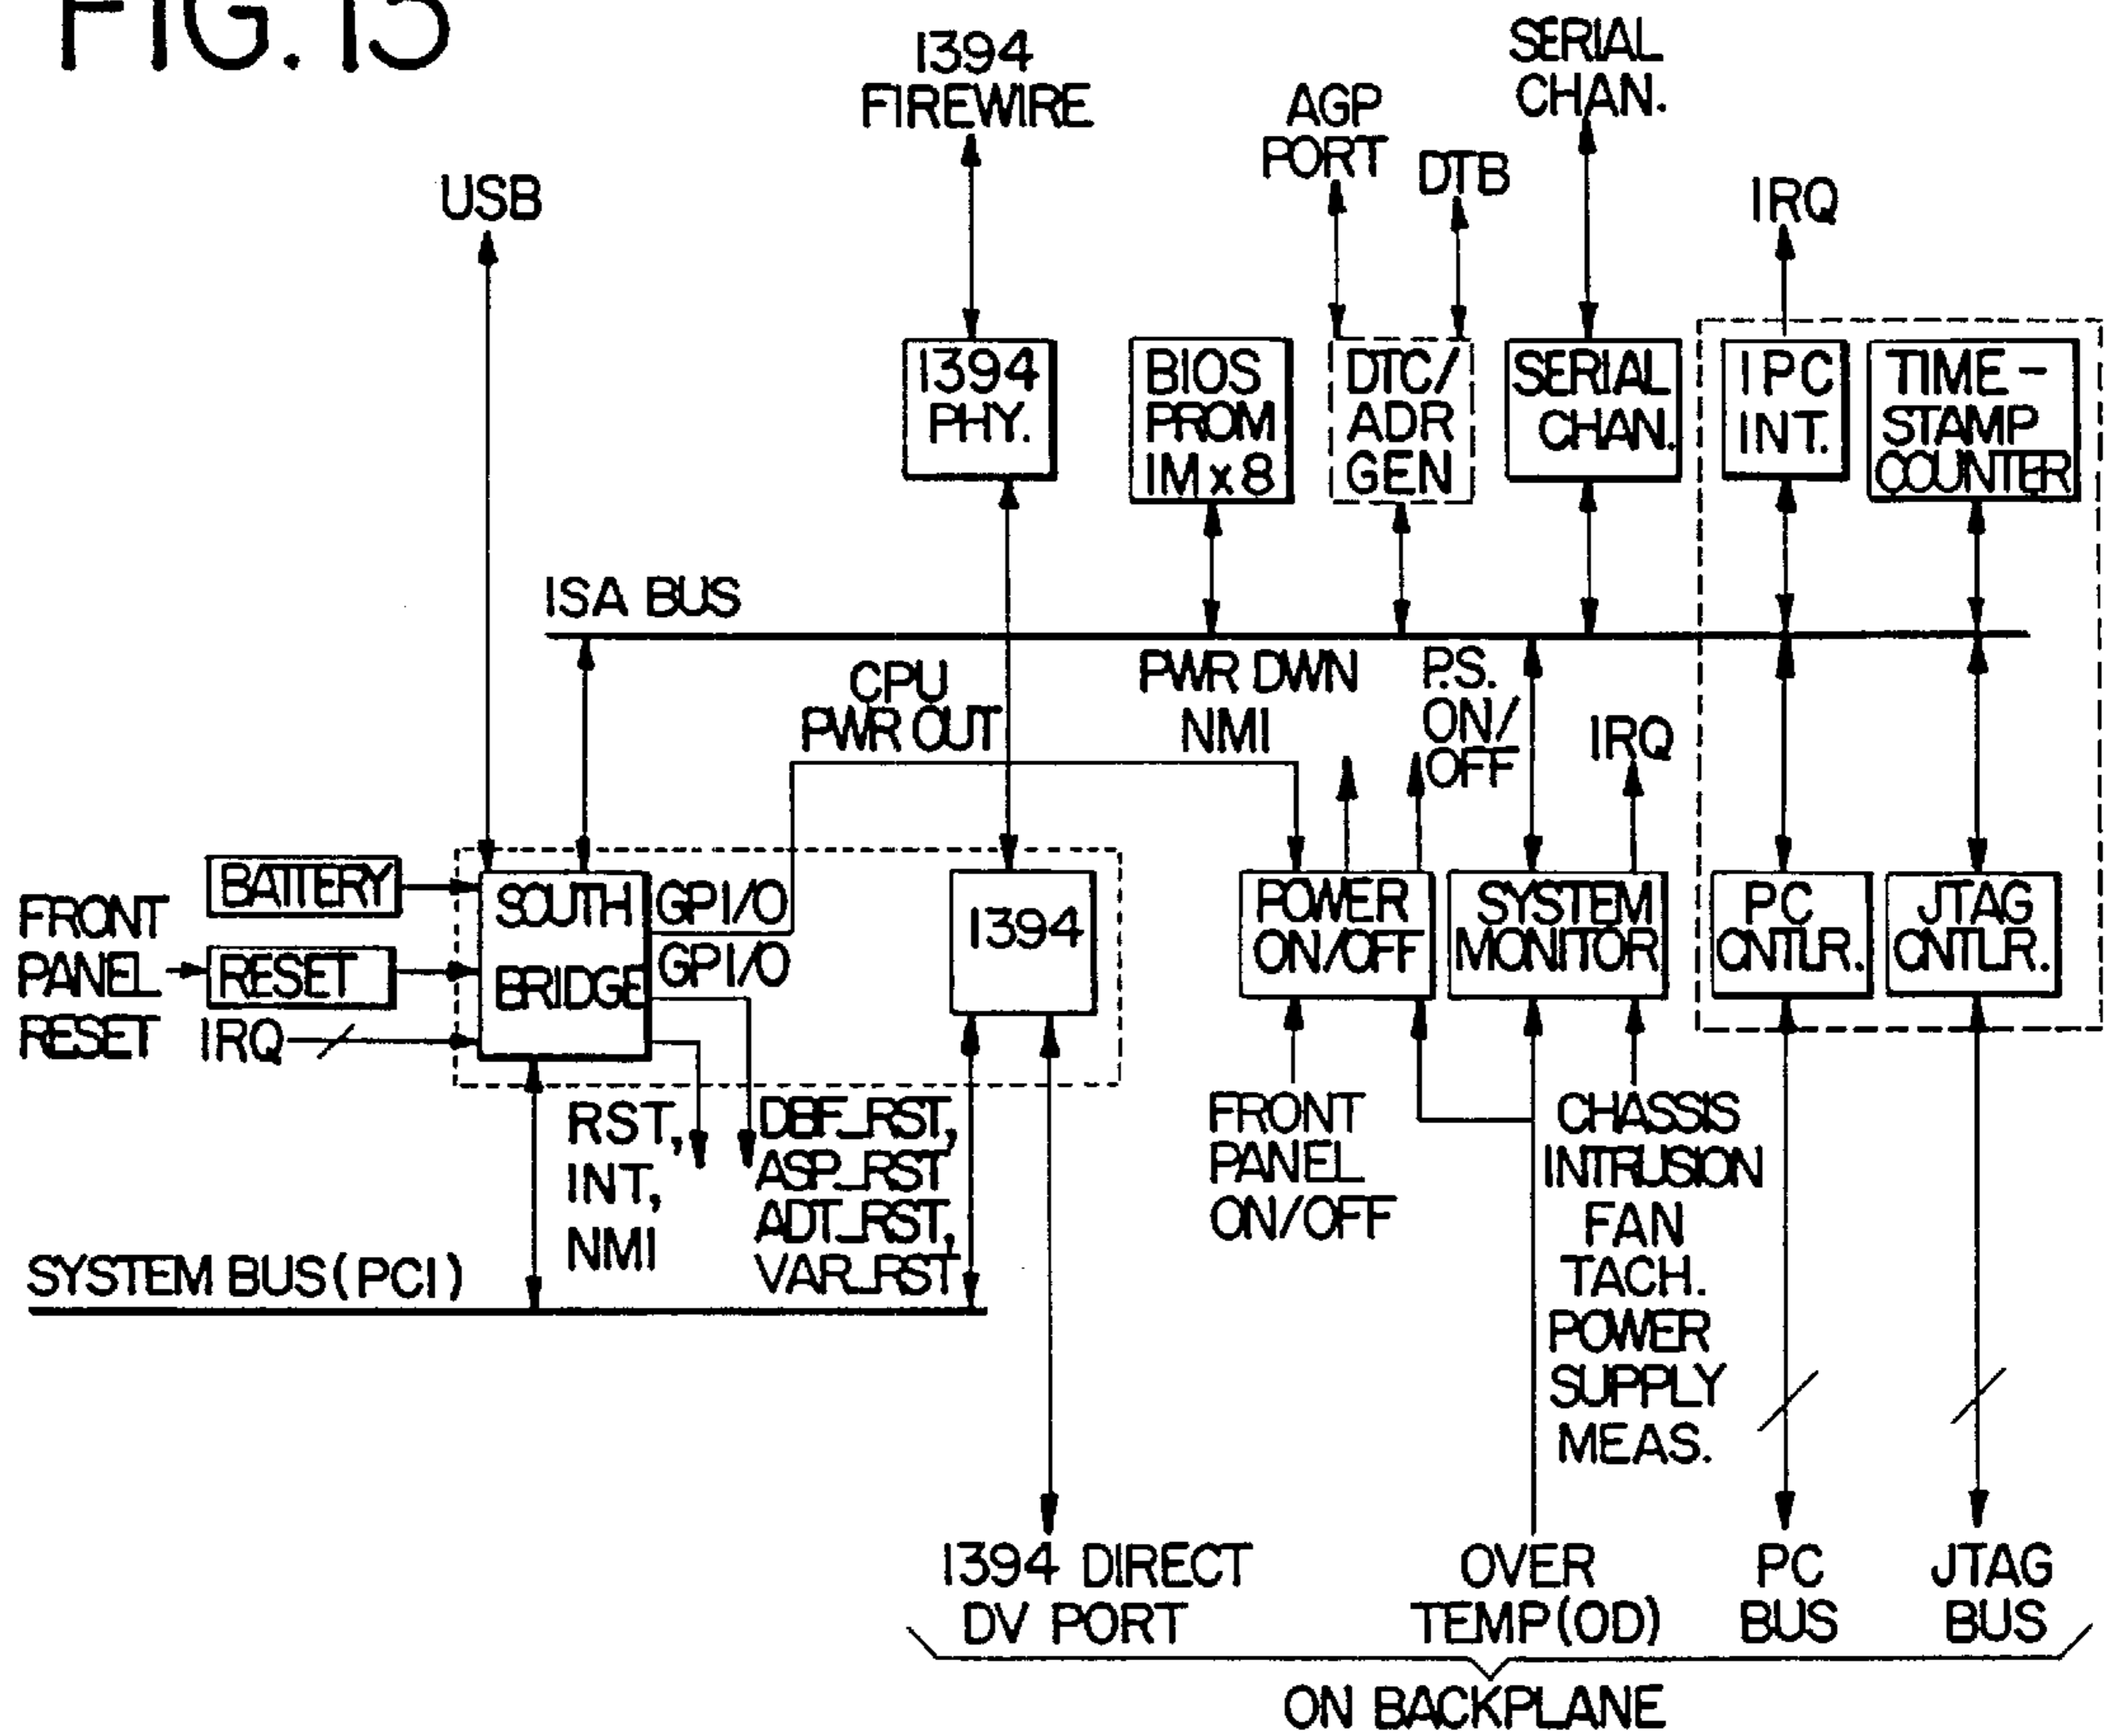 FIG. 13
1394
FIREWIRE
SERIAL
CHAN.
AGP
PORT
DTB
USB
IRQ
1394
PHY.
BIOS
PROM
1M x 8
DTC/
ADR
GEN
SERIAL
CHAN.
IPC
INT.
TIME-
STAMP
COUNTER
ISA BUS
CPU
PWR OUT
PWR DWN
NMI
P.S.
ON/
OFF
IRQ
BATTERY
FRONT
PANEL
RESET
RESET
IRQ
SOUTH
BRIDGE
GPI/O
GPI/O
1394
POWER
ON/OFF
SYSTEM
MONITOR
PC
CNTLR.
JTAG
CNTLR.
RST,
INT,
NMI
DBF_RST,
ASP_RST
ADT_RST,
VAR_RST
FRONT
PANEL
ON/OFF
CHASSIS
INTRUSION
FAN
TACH.
POWER
SUPPLY
MEAS.
SYSTEM BUS (PCI)
1394 DIRECT
DV PORT
OVER
TEMP (OD)
PC
BUS
JTAG
BUS
ON BACKPLANE